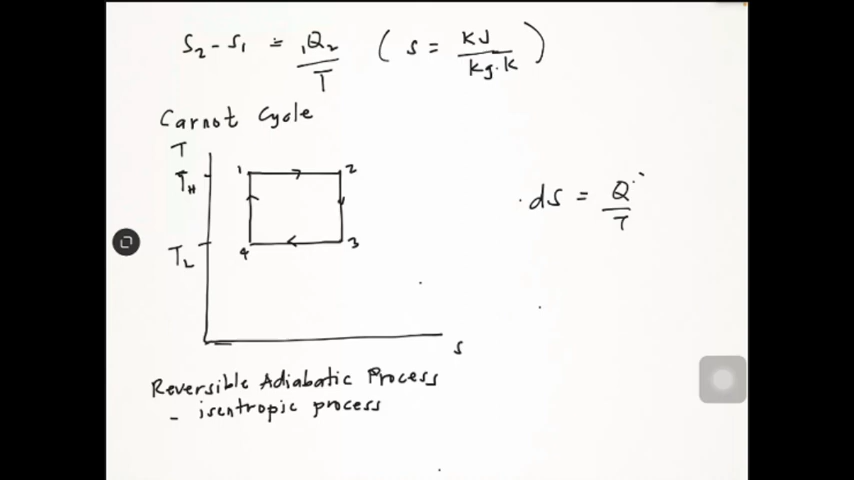 S₂ - S₁ = ₁Q₂/T ( s = kJ/kg.K )
Carnot Cycle
T
1 2
T_H
4 3
T_L
s
ds = Q/T
Reversible Adiabatic Process
- isentropic process